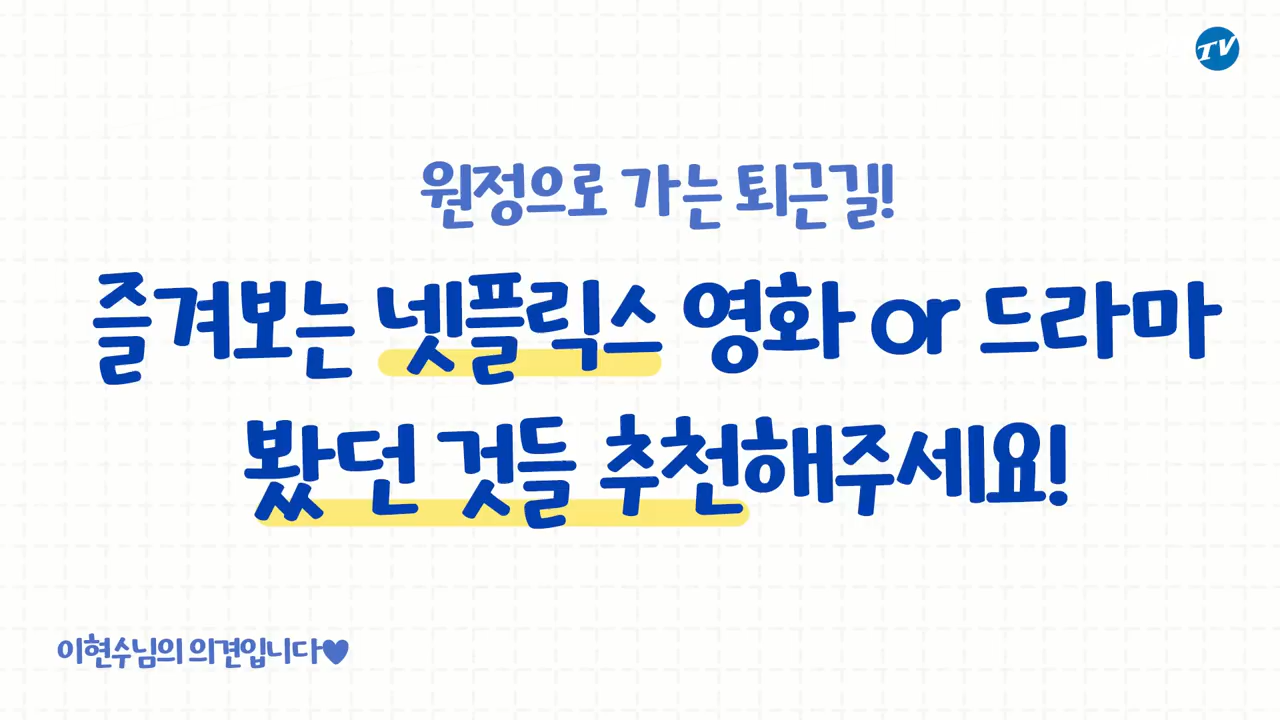 TV
원정으로 가는 퇴근길!
즐겨보는 넷플릭스 영화 or 드라마
봤던 것들 추천해주세요!
이현수님의 의견입니다♥